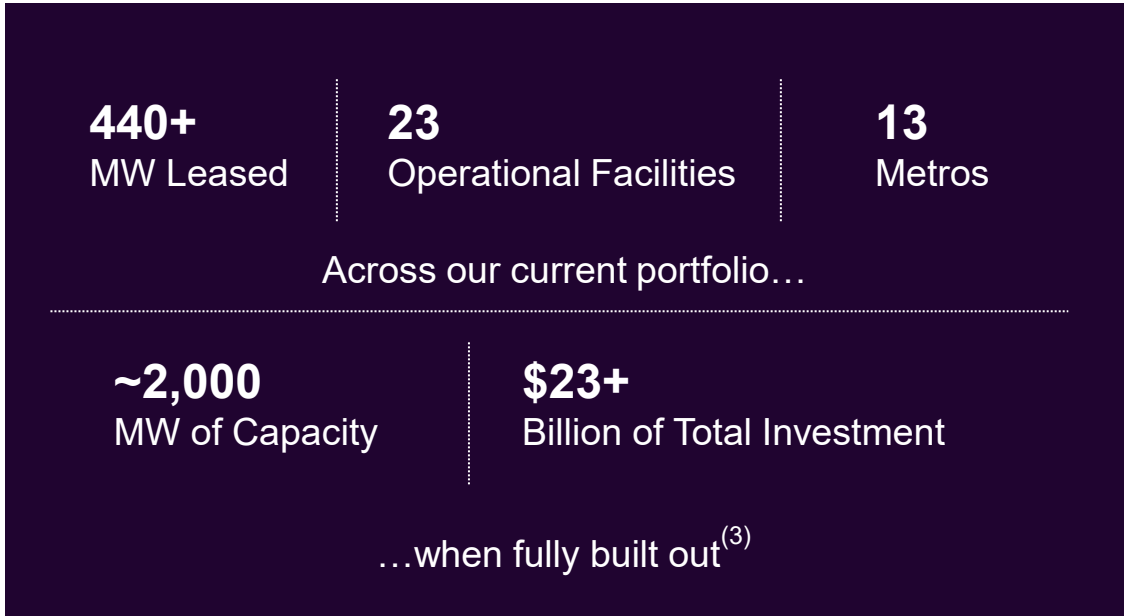 440+
MW Leased
23
Operational Facilities
13
Metros
Across our current portfolio…
~2,000
MW of Capacity
$23+
Billion of Total Investment
…when fully built out(3)